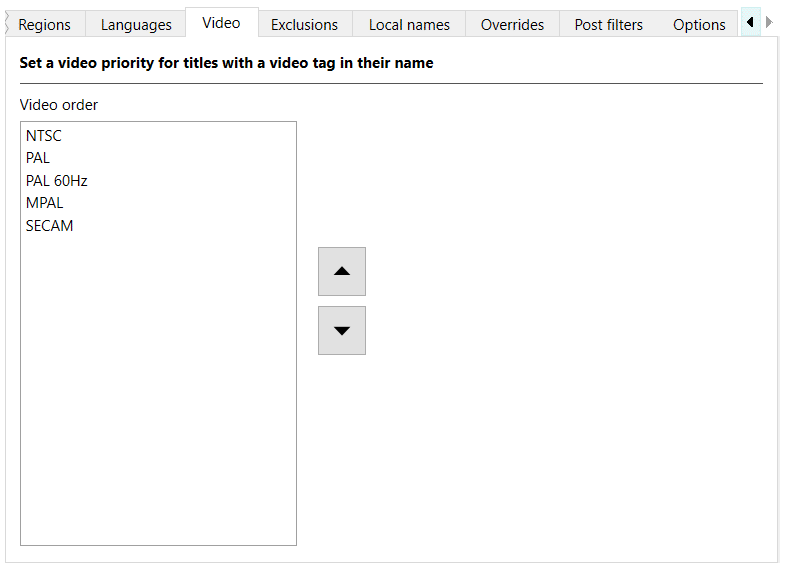 Regions Languages Video Exclusions Local names Overrides Post filters Options
Set a video priority for titles with a video tag in their name
Video order
NTSC
PAL
PAL 60Hz
MPAL
SECAM